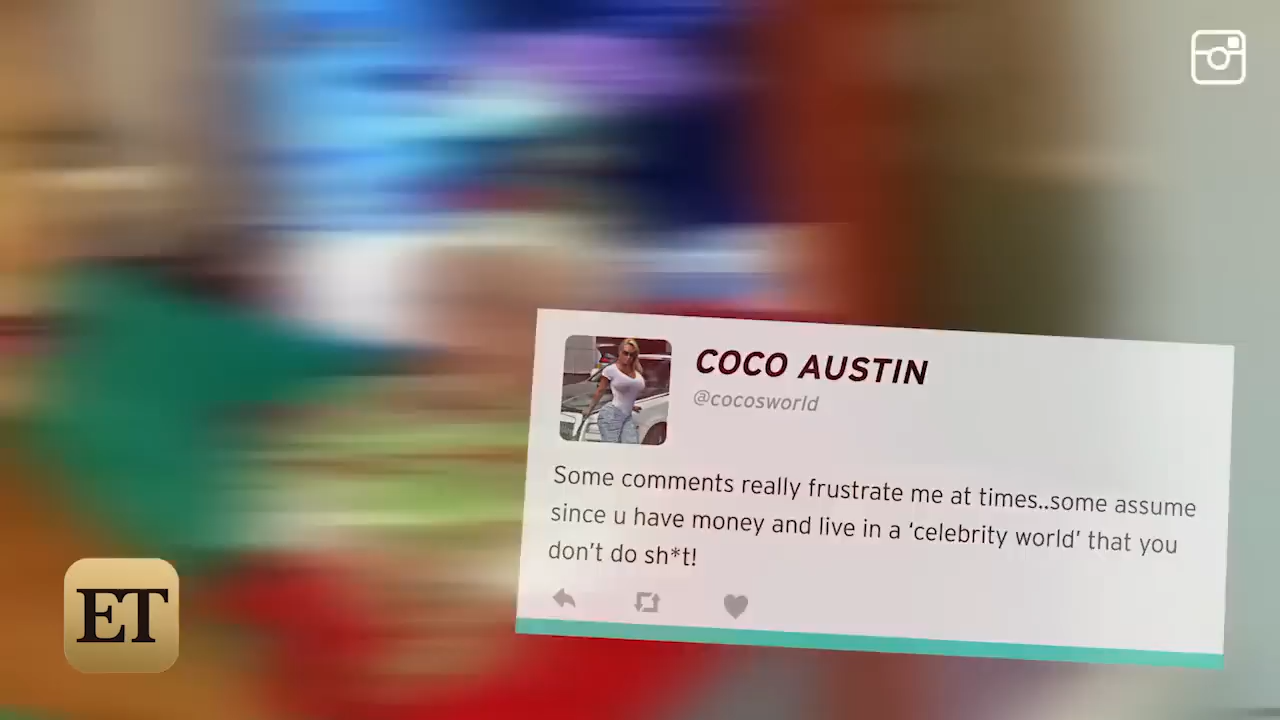 COCO AUSTIN
@cocosworld
Some comments really frustrate me at times..some assume
since u have money and live in a ‘celebrity world’ that you
don’t do sh*t!
ET